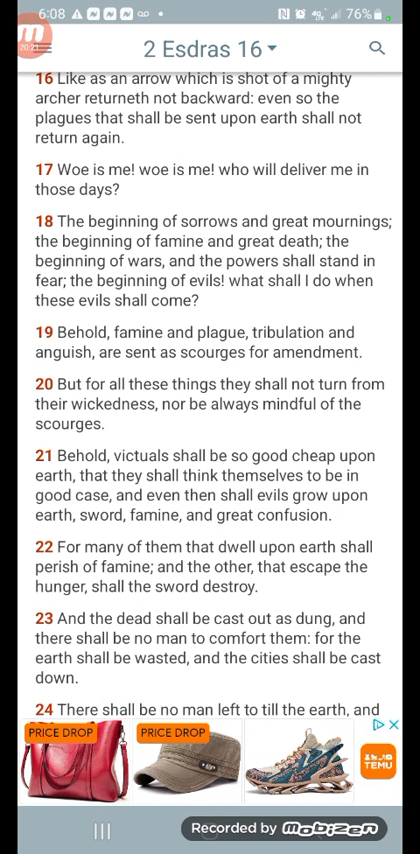 6:08
4G
76%
20:21
2 Esdras 16
16 Like as an arrow which is shot of a mighty
archer returneth not backward: even so the
plagues that shall be sent upon earth shall not
return again.
17 Woe is me! woe is me! who will deliver me in
those days?
18 The beginning of sorrows and great mournings;
the beginning of famine and great death; the
beginning of wars, and the powers shall stand in
fear; the beginning of evils! what shall I do when
these evils shall come?
19 Behold, famine and plague, tribulation and
anguish, are sent as scourges for amendment.
20 But for all these things they shall not turn from
their wickedness, nor be always mindful of the
scourges.
21 Behold, victuals shall be so good cheap upon
earth, that they shall think themselves to be in
good case, and even then shall evils grow upon
earth, sword, famine, and great confusion.
22 For many of them that dwell upon earth shall
perish of famine; and the other, that escape the
hunger, shall the sword destroy.
23 And the dead shall be cast out as dung, and
there shall be no man to comfort them: for the
earth shall be wasted, and the cities shall be cast
down.
24 There shall be no man left to till the earth, and
PRICE DROP
PRICE DROP
TEMU
Recorded by mobizen